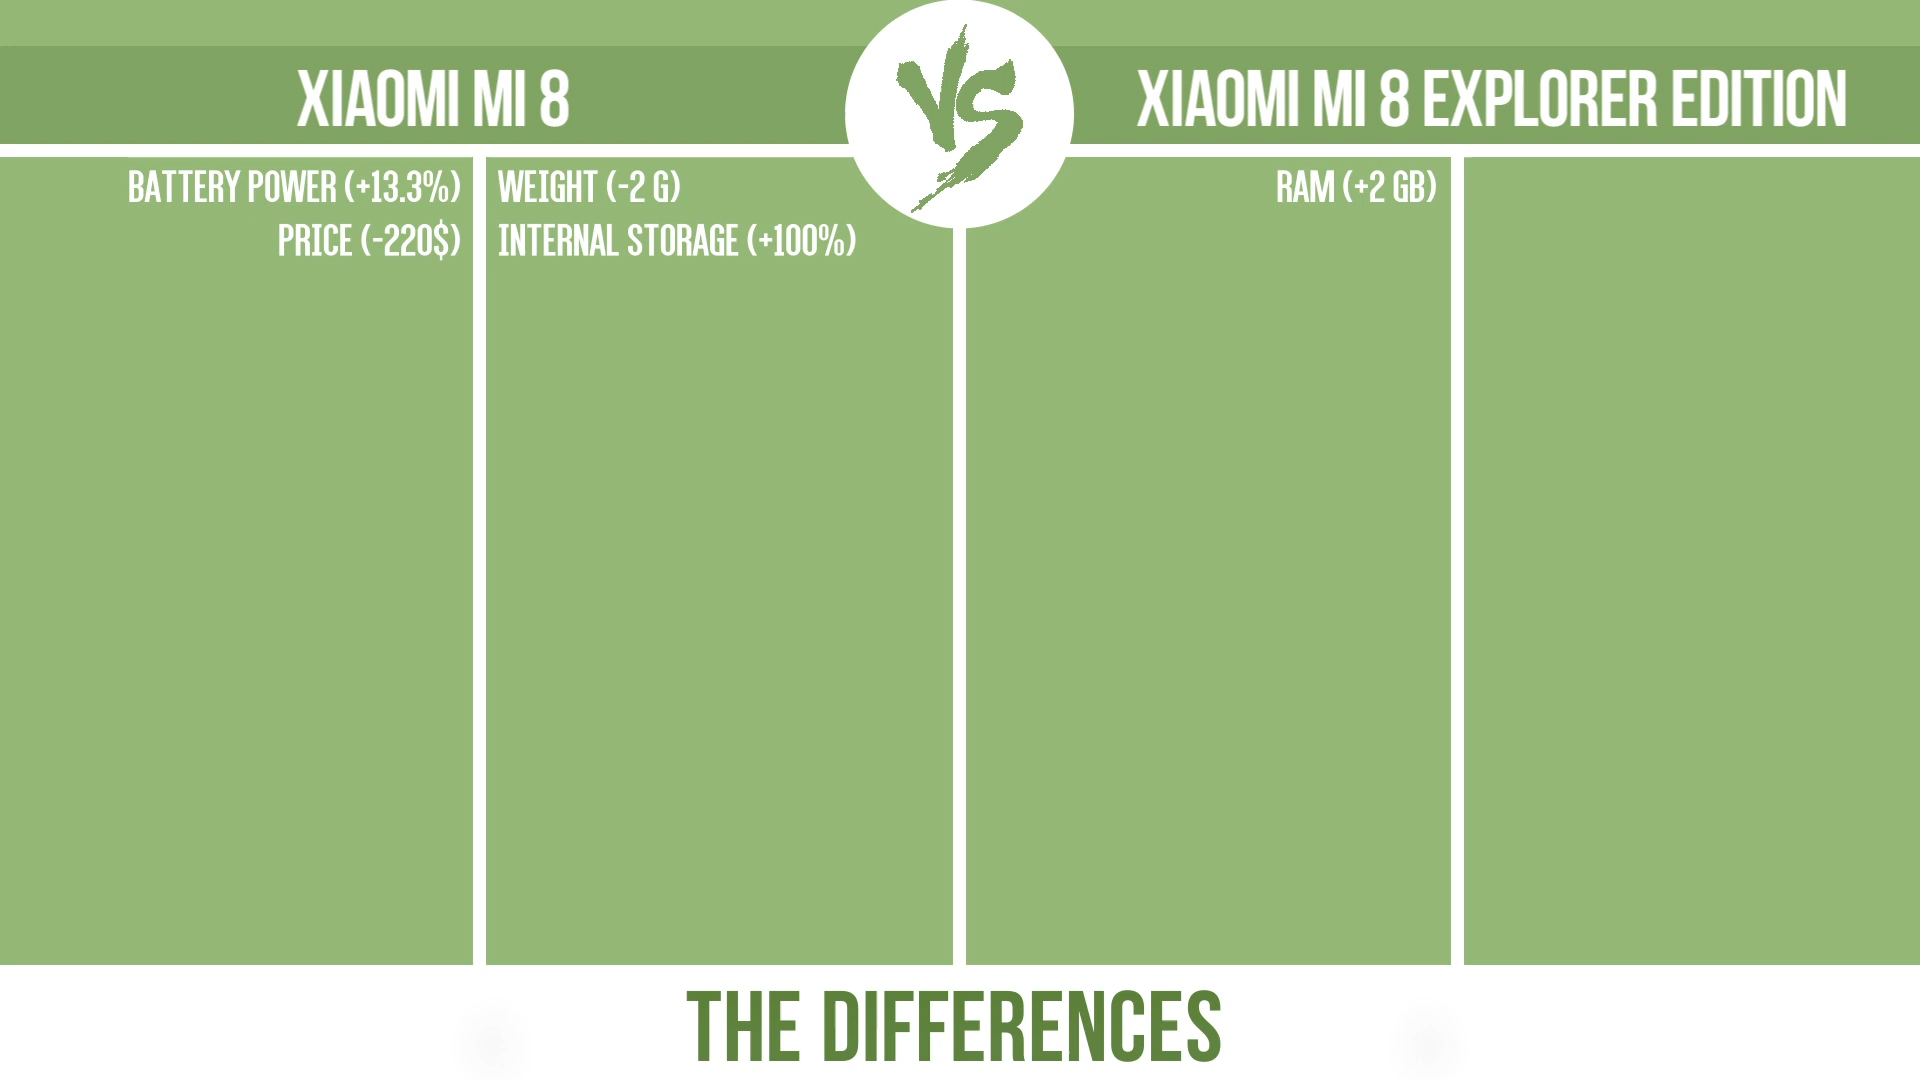 XIAOMI MI 8
VS
XIAOMI MI 8 EXPLORER EDITION
BATTERY POWER (+13.3%)
PRICE (-220$)
WEIGHT (-2 G)
INTERNAL STORAGE (+100%)
RAM (+2 GB)
THE DIFFERENCES